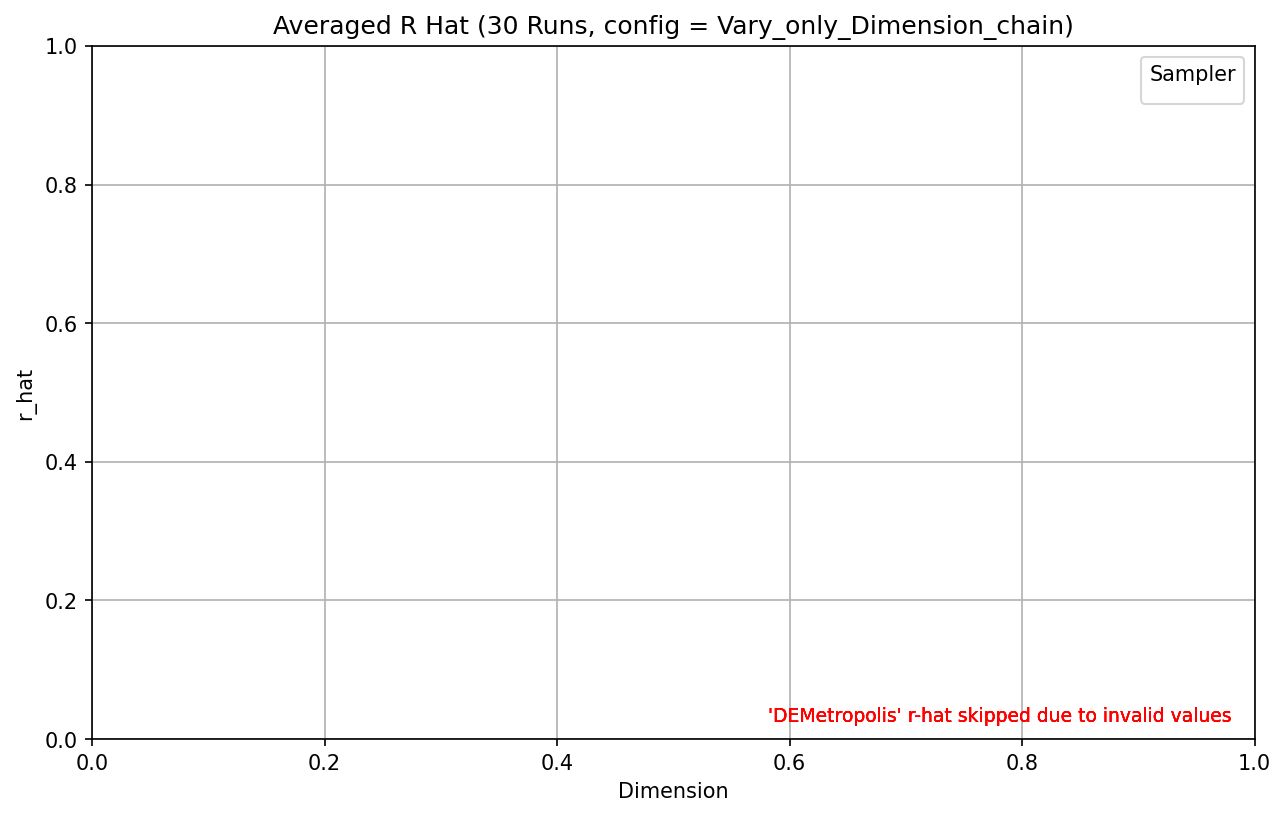 Averaged R Hat (30 Runs, config = Vary_only_Dimension_chain)
Sampler
1.0
0.8
0.6
0.4
0.2
0.0
r_hat
'DEMetropolis' r-hat skipped due to invalid values
0.0 0.2 0.4 0.6 0.8 1.0
Dimension